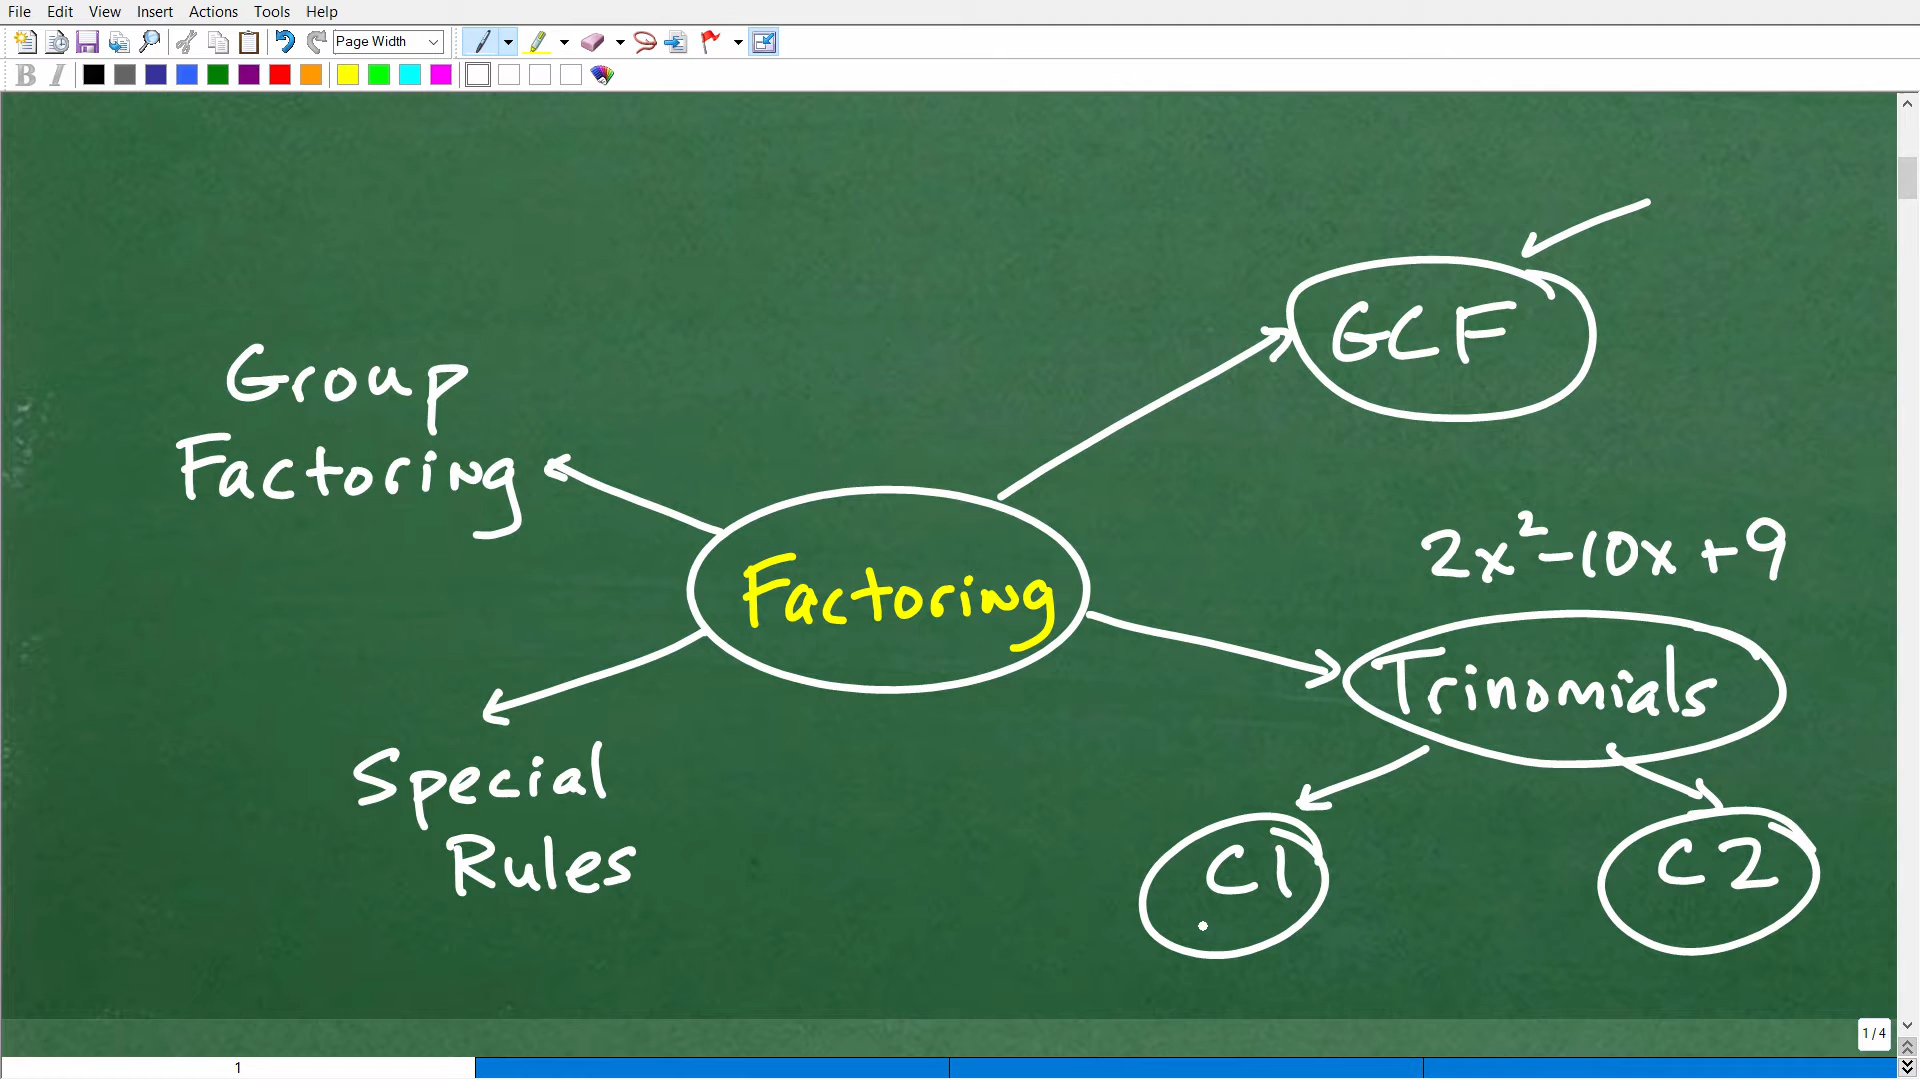 File Edit View Insert Actions Tools Help
Page Width
B I
GCF
Group
Factoring
2x²-10x+9
Factoring
Trinomials
Special
Rules
C1 C2
1 / 4
1